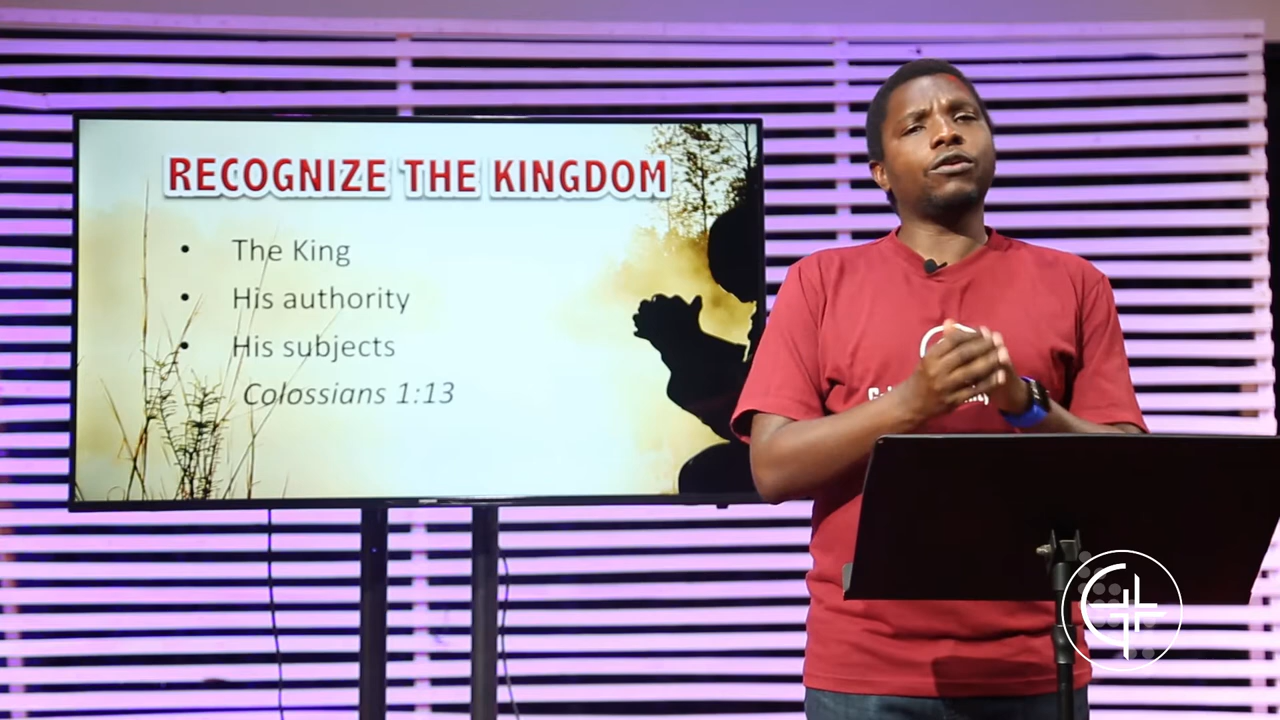 RECOGNIZE THE KINGDOM
• The King
• His authority
• His subjects
Colossians 1:13